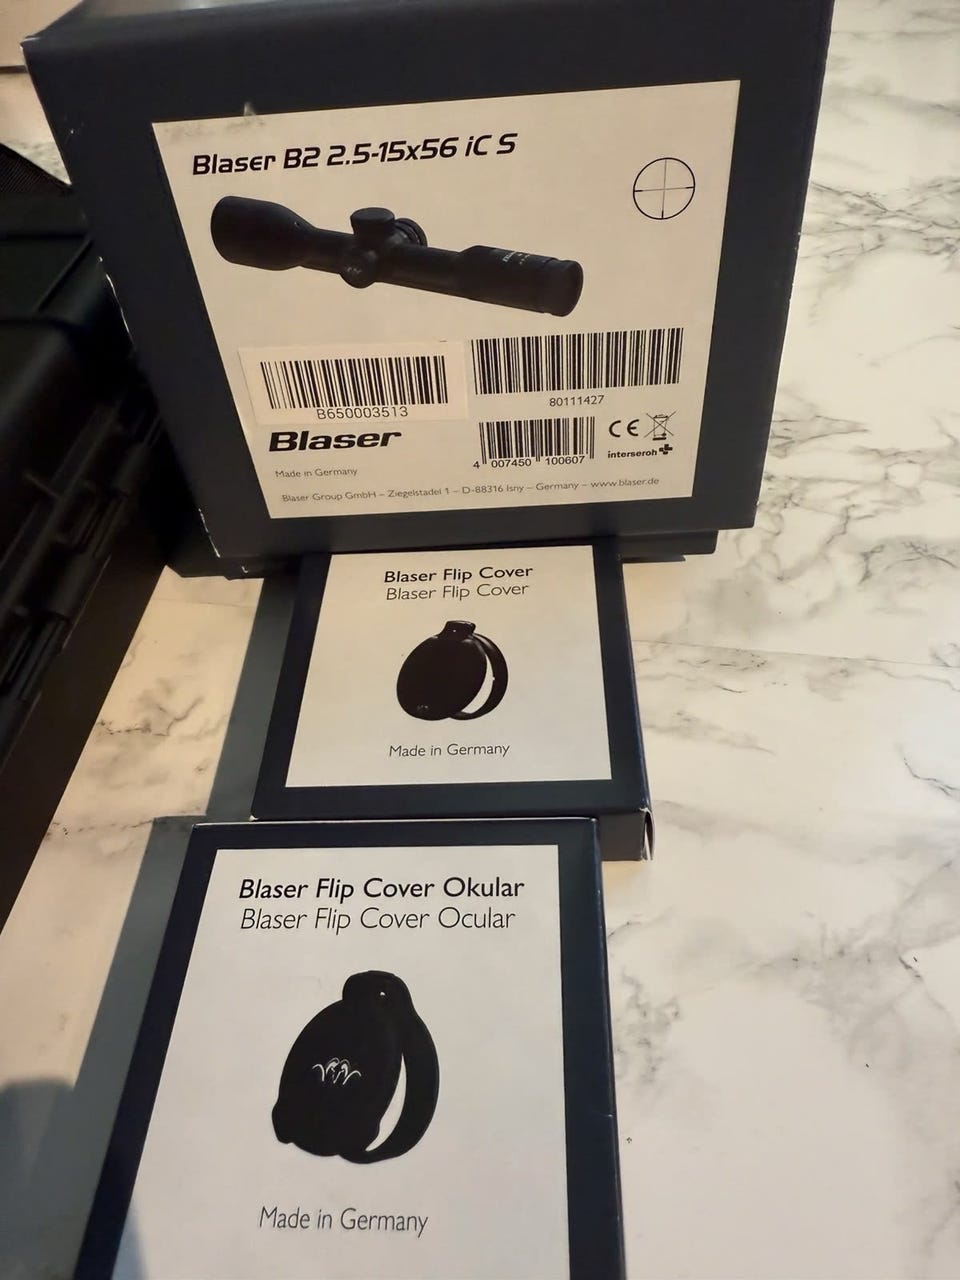 Blaser B2 2.5-15x56 iC S
B650003513
80111427
Blaser
4 007450 100607
CE
interseroh
Made in Germany
Blaser Group GmbH – Ziegelstadel 1 – D-88316 Isny – Germany – www.blaser.de
Blaser Flip Cover
Blaser Flip Cover
Made in Germany
Blaser Flip Cover Okular
Blaser Flip Cover Ocular
Made in Germany